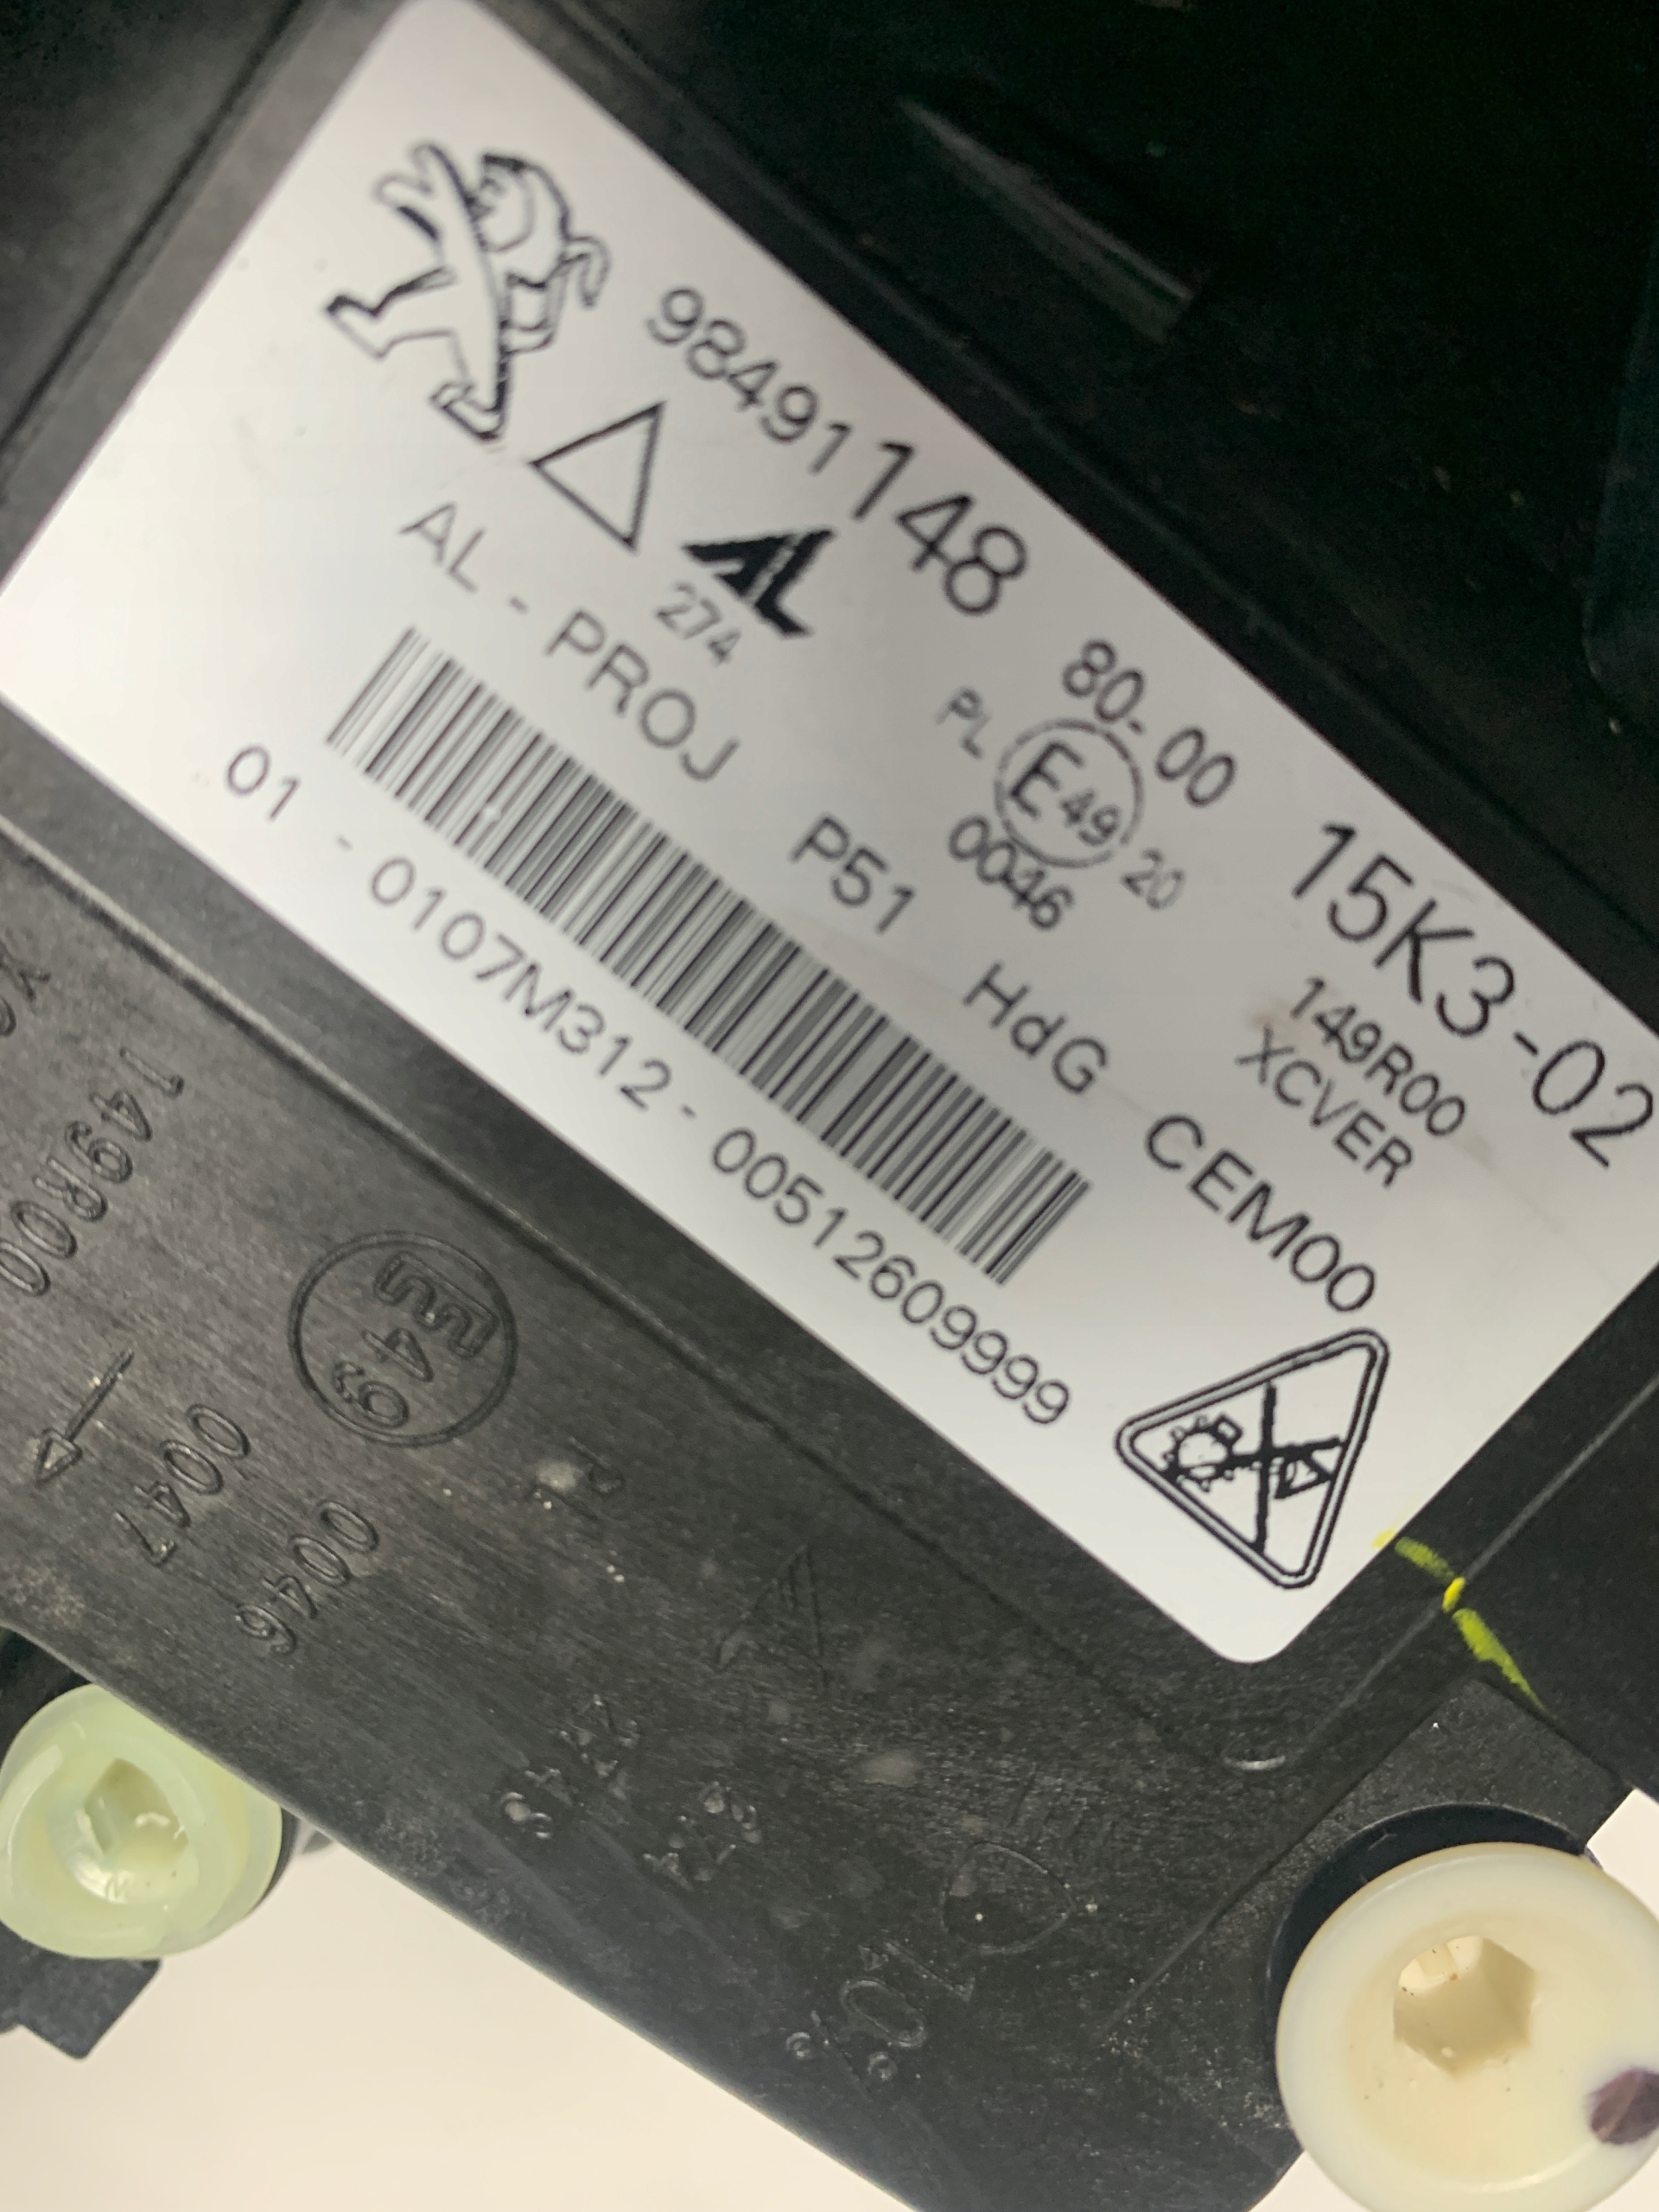 98491148 80-00 15K3-02
274
PL E 49 20
0046
149R00
XCVER
AL - PROJ P51 HdG CEM00
01 - 0107M312 - 00512609999
149R00
E 49
0047
0046